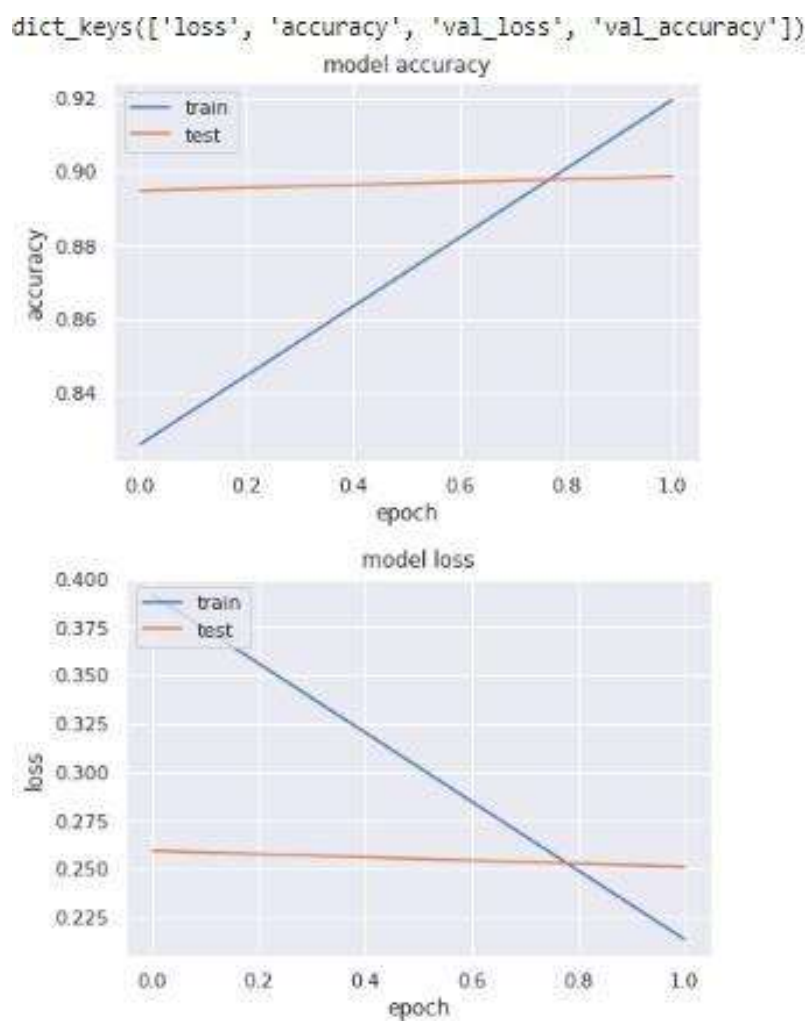 dict_keys(['loss', 'accuracy', 'val_loss', 'val_accuracy'])
model accuracy
0.92
train
test
0.90
0.88
accuracy
0.86
0.84
0.0 0.2 0.4 0.6 0.8 1.0
epoch
model loss
0.400
train
0.375
test
0.350
0.325
0.300
loss
0.275
0.250
0.225
0.0 0.2 0.4 0.6 0.8 1.0
epoch